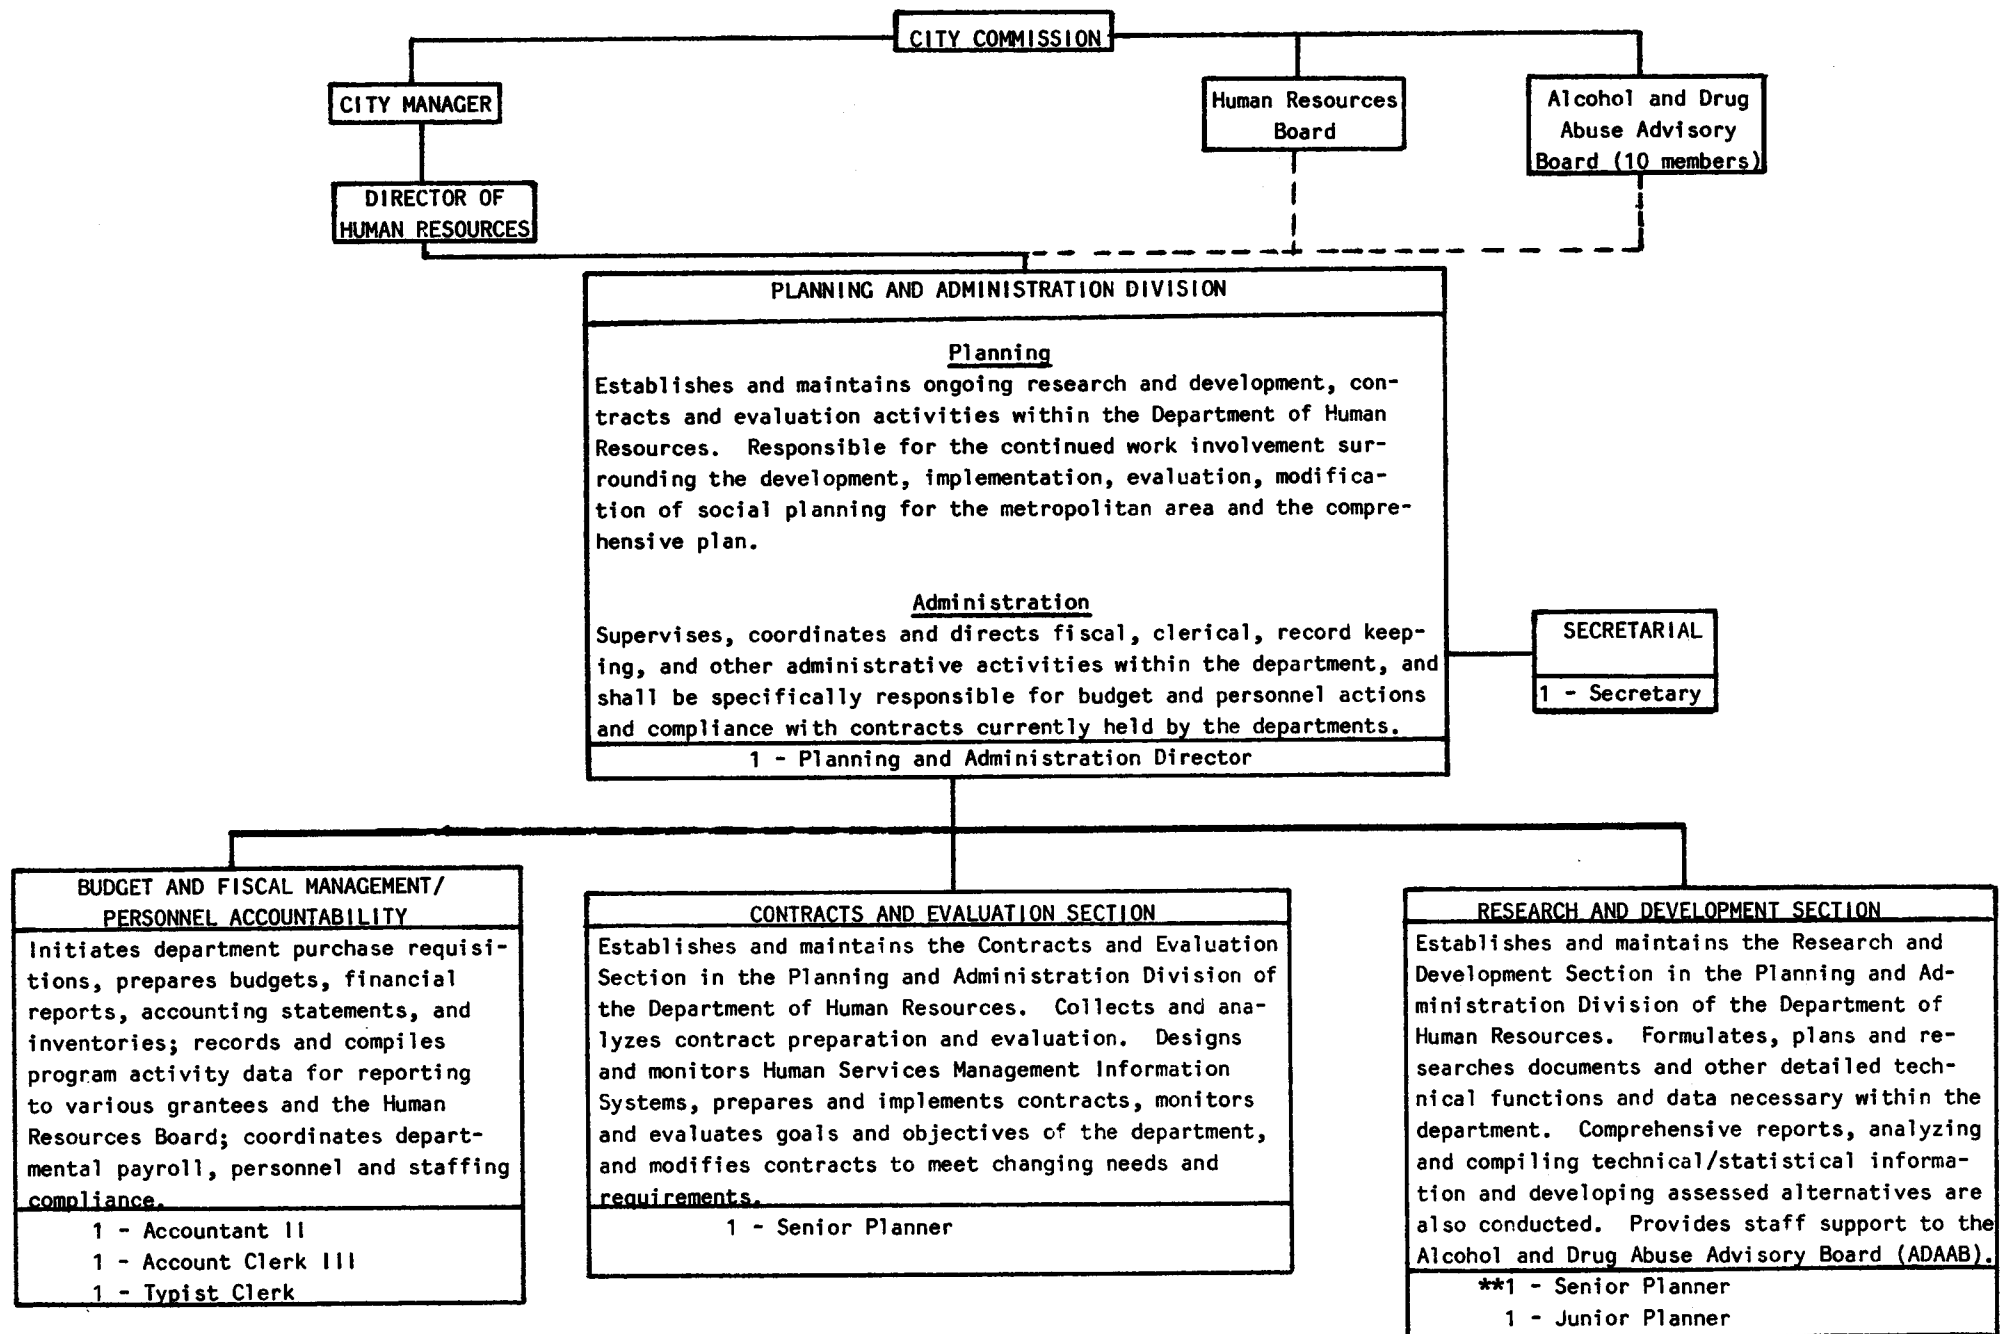 CITY COMMISSION
CITY MANAGER
Human Resources
Board
Alcohol and Drug
Abuse Advisory
Board (10 members)
DIRECTOR OF
HUMAN RESOURCES
PLANNING AND ADMINISTRATION DIVISION
Planning
Establishes and maintains ongoing research and development, con-
tracts and evaluation activities within the Department of Human
Resources. Responsible for the continued work involvement sur-
rounding the development, implementation, evaluation, modifica-
tion of social planning for the metropolitan area and the compre-
hensive plan.
Administration
Supervises, coordinates and directs fiscal, clerical, record keep-
ing, and other administrative activities within the department, and
shall be specifically responsible for budget and personnel actions
and compliance with contracts currently held by the departments.
1 - Planning and Administration Director
SECRETARIAL
1 - Secretary
BUDGET AND FISCAL MANAGEMENT/
PERSONNEL ACCOUNTABILITY
Initiates department purchase requisi-
tions, prepares budgets, financial
reports, accounting statements, and
inventories; records and compiles
program activity data for reporting
to various grantees and the Human
Resources Board; coordinates depart-
mental payroll, personnel and staffing
compliance.
1 - Accountant II
1 - Account Clerk III
1 - Typist Clerk
CONTRACTS AND EVALUATION SECTION
Establishes and maintains the Contracts and Evaluation
Section in the Planning and Administration Division of
the Department of Human Resources. Collects and ana-
lyzes contract preparation and evaluation. Designs
and monitors Human Services Management Information
Systems, prepares and implements contracts, monitors
and evaluates goals and objectives of the department,
and modifies contracts to meet changing needs and
requirements.
1 - Senior Planner
RESEARCH AND DEVELOPMENT SECTION
Establishes and maintains the Research and
Development Section in the Planning and Ad-
ministration Division of the Department of
Human Resources. Formulates, plans and re-
searches documents and other detailed tech-
nical functions and data necessary within the
department. Comprehensive reports, analyzing
and compiling technical/statistical informa-
tion and developing assessed alternatives are
also conducted. Provides staff support to the
Alcohol and Drug Abuse Advisory Board (ADAAB).
**1 - Senior Planner
1 - Junior Planner